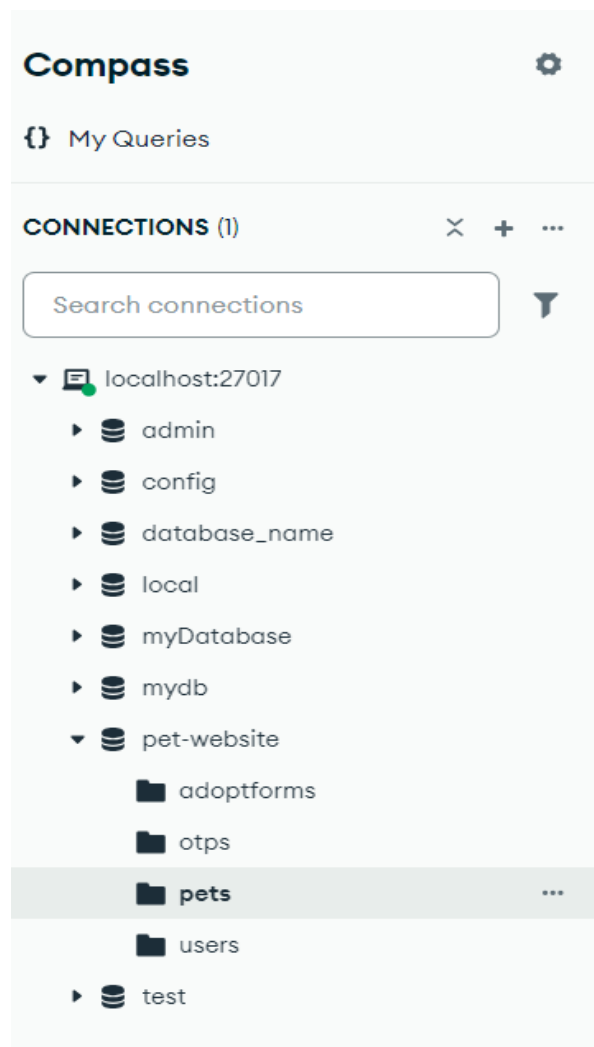 Compass
{} My Queries
CONNECTIONS (1)
Search connections
localhost:27017
admin
config
database_name
local
myDatabase
mydb
pet-website
adoptforms
otps
pets
users
test